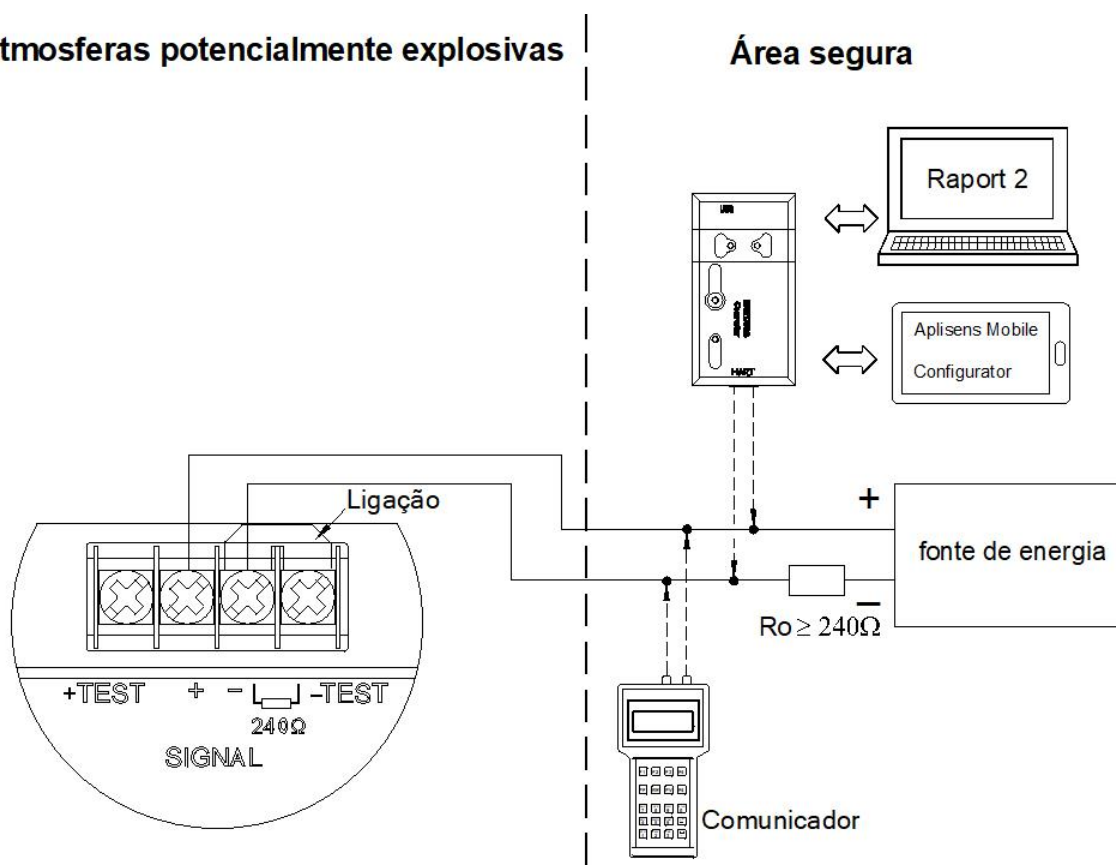 tmosferas potencialmente explosivas
Área segura
Raport 2
Aplisens Mobile
Configurator
HART
Ligação
+
fonte de energia
–
Ro ≥ 240Ω
+TEST + – –TEST
240Ω
SIGNAL
Comunicador